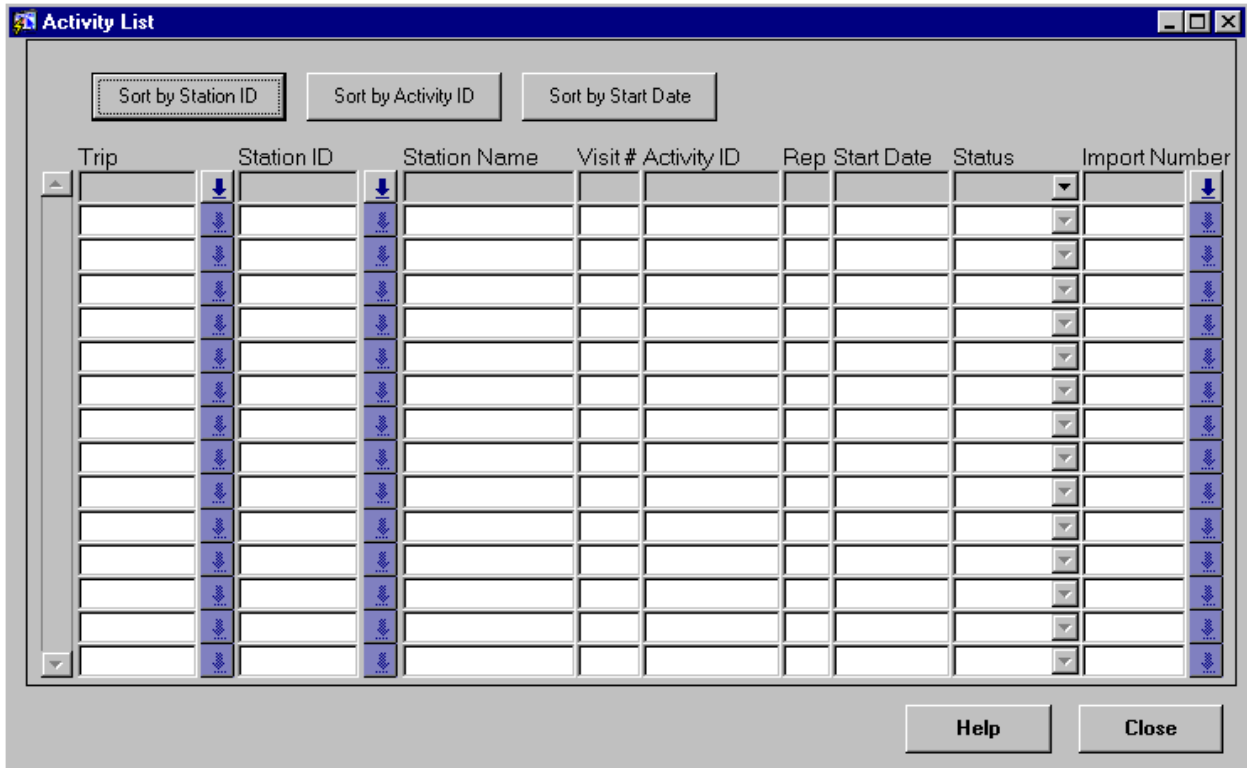 Activity List
Sort by Station ID Sort by Activity ID Sort by Start Date
Trip Station ID Station Name Visit # Activity ID Rep Start Date Status Import Number
Help Close